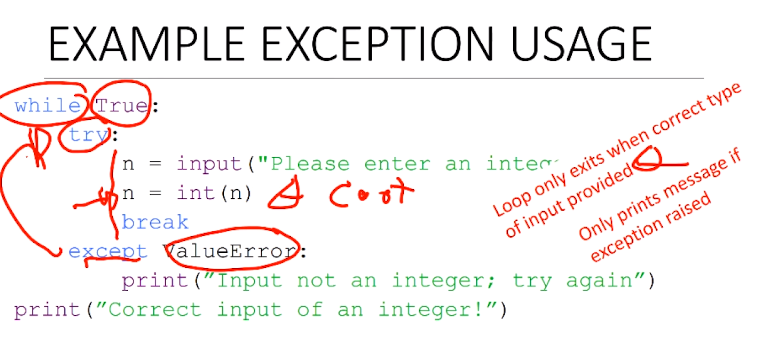 EXAMPLE EXCEPTION USAGE
while True:
try:
n = input("Please enter an integ
n = int(n)
break
except ValueError:
print("Input not an integer; try again")
print("Correct input of an integer!")
Loop only exits when correct type
of input provided
Only prints message if
exception raised